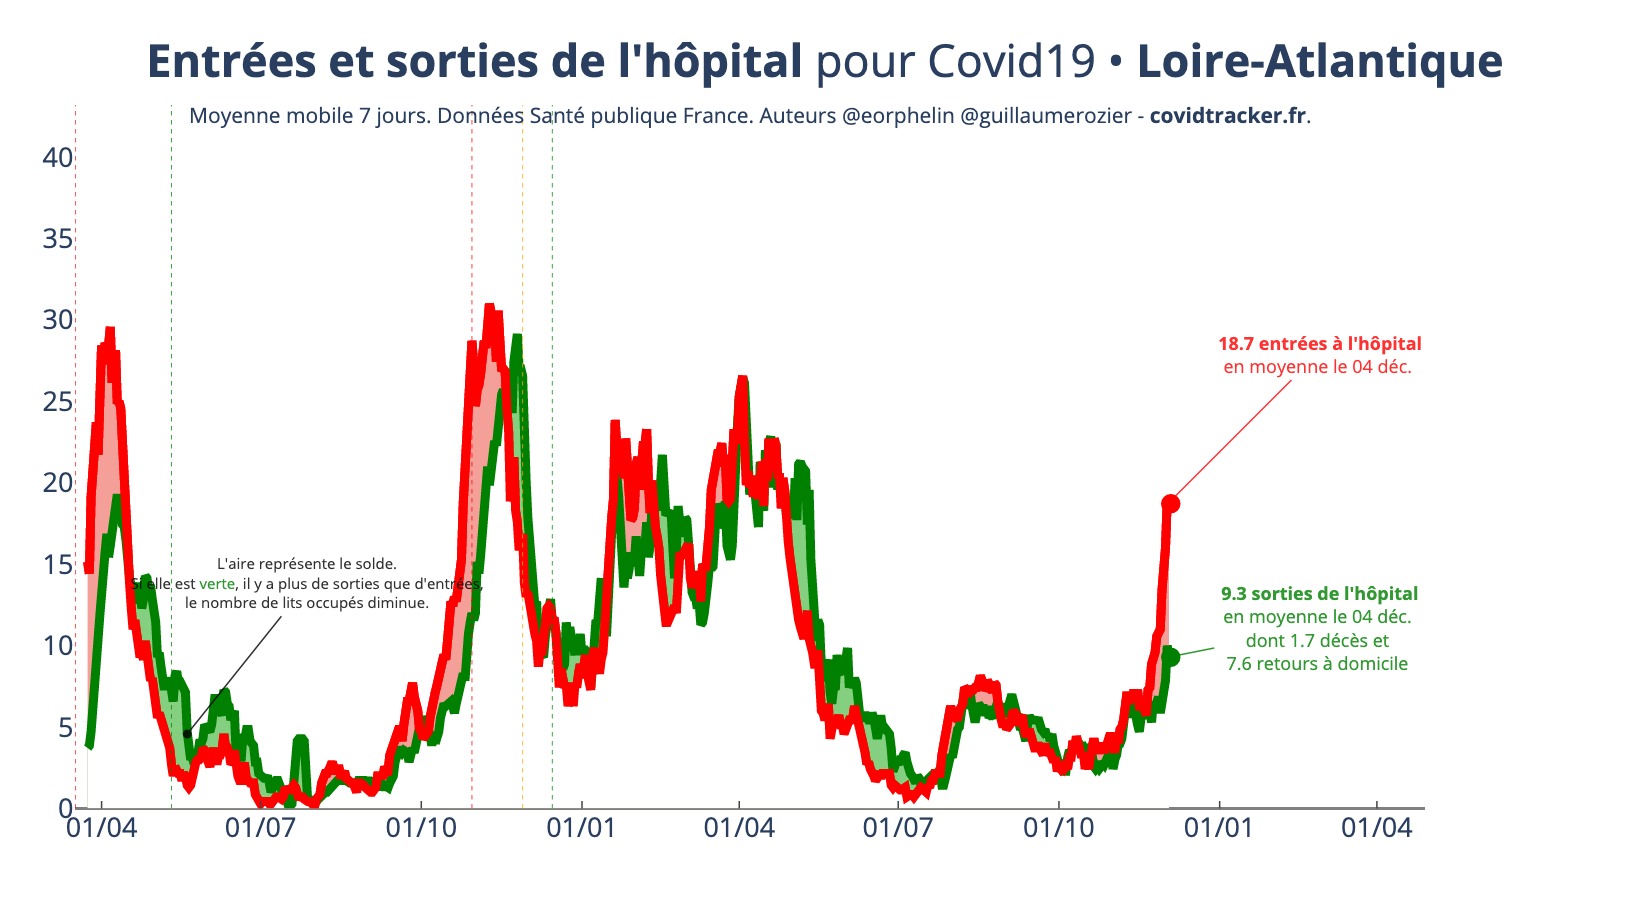 Entrées et sorties de l'hôpital pour Covid19 • Loire-Atlantique
Moyenne mobile 7 jours. Données Santé publique France. Auteurs @eorphelin @guillaumerozier - covidtracker.fr.
40
35
30
25
20
15
10
5
0
18.7 entrées à l'hôpital
en moyenne le 04 déc.
L'aire représente le solde.
Si elle est verte, il y a plus de sorties que d'entrées,
le nombre de lits occupés diminue.
9.3 sorties de l'hôpital
en moyenne le 04 déc.
dont 1.7 décès et
7.6 retours à domicile
01/04 01/07 01/10 01/01 01/04 01/07 01/10 01/01 01/04